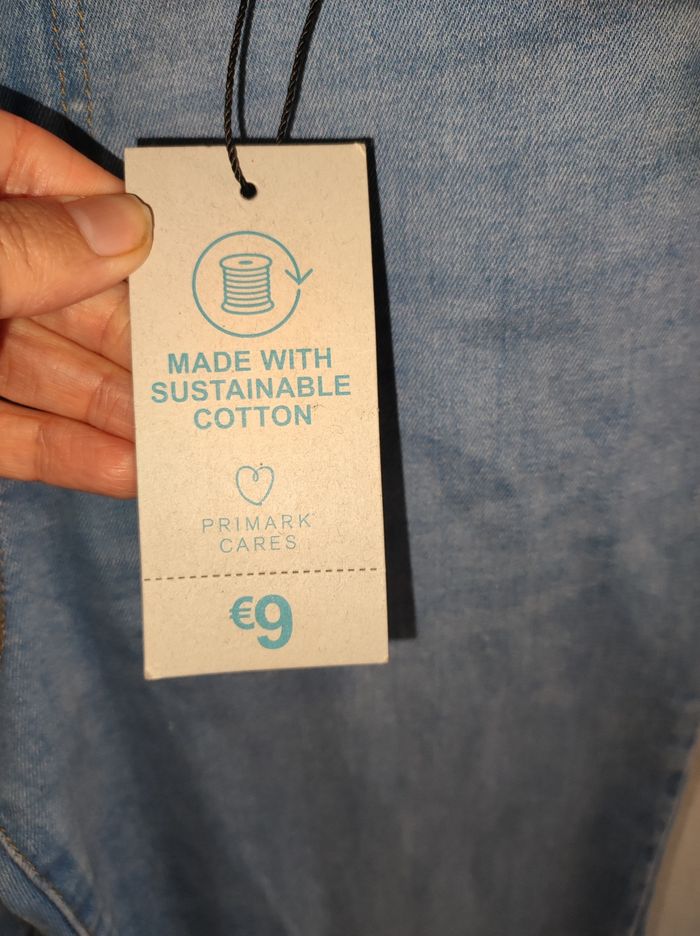 MADE WITH
SUSTAINABLE
COTTON
PRIMARK
CARES
€9